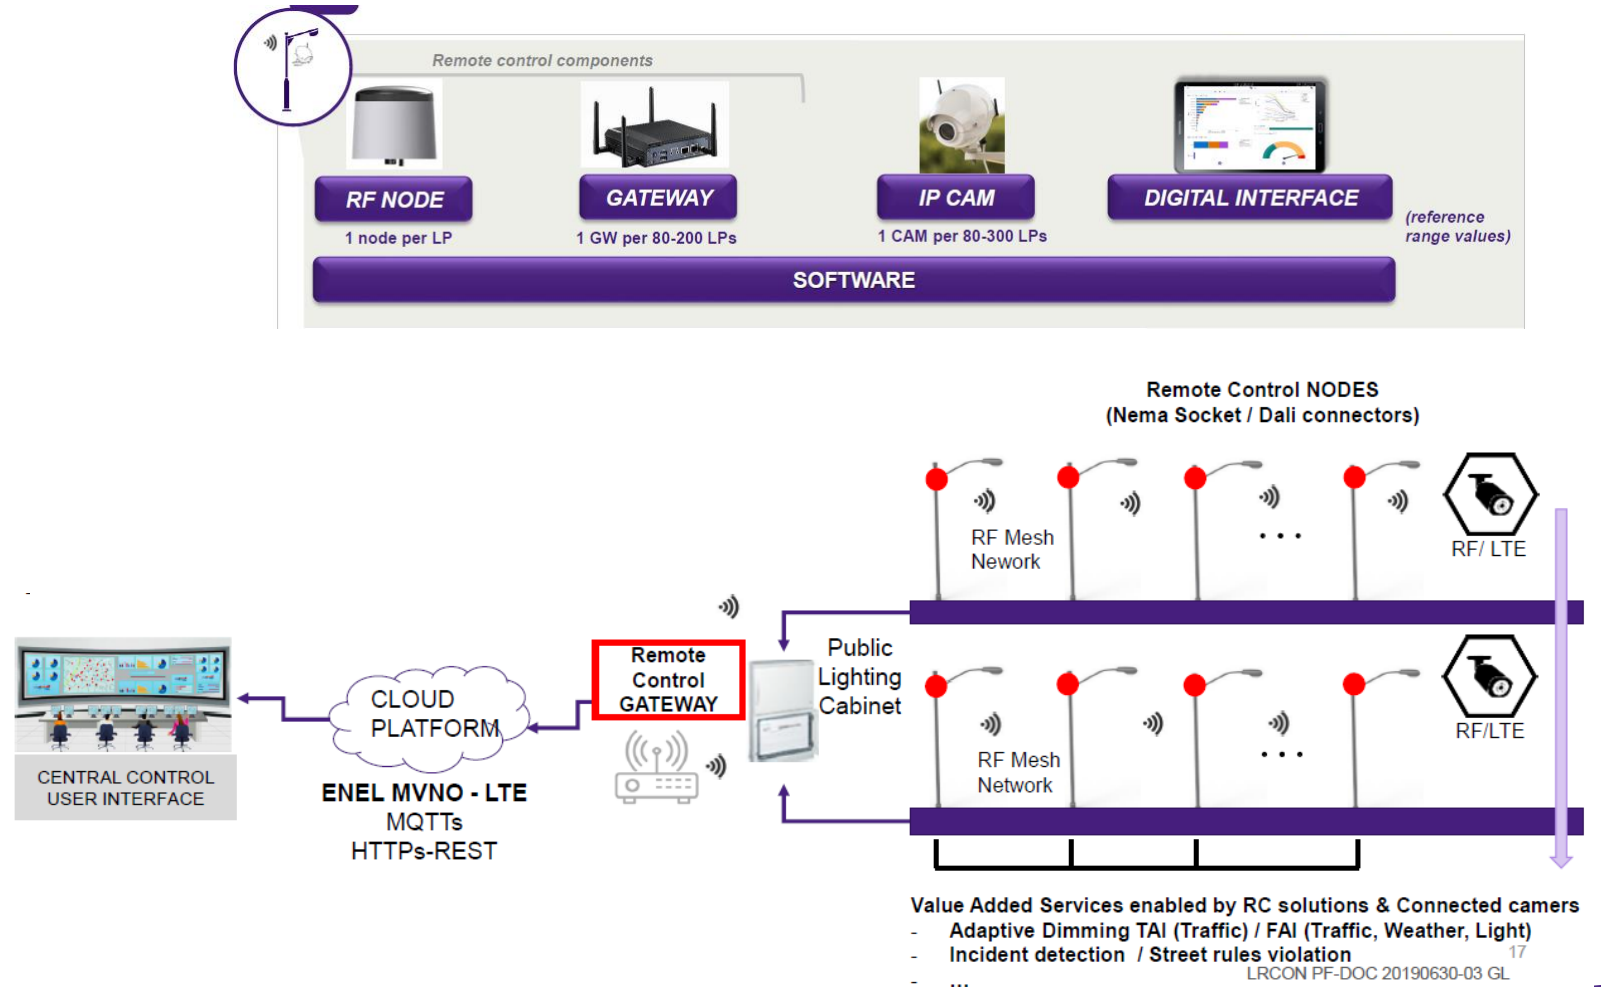 Remote control components
RF NODE
GATEWAY
IP CAM
DIGITAL INTERFACE
1 node per LP
1 GW per 80-200 LPs
1 CAM per 80-300 LPs
(reference
range values)
SOFTWARE
Remote Control NODES
(Nema Socket / Dali connectors)
RF Mesh
Nework
. . .
RF/ LTE
-
Remote
Control
GATEWAY
Public
Lighting
Cabinet
CLOUD
PLATFORM
RF Mesh
Network
. . .
RF/LTE
CENTRAL CONTROL
USER INTERFACE
ENEL MVNO - LTE
MQTTs
HTTPs-REST
Value Added Services enabled by RC solutions & Connected camers
- Adaptive Dimming TAI (Traffic) / FAI (Traffic, Weather, Light)
- Incident detection / Street rules violation
17
LRCON PF-DOC 20190630-03 GL
- ...